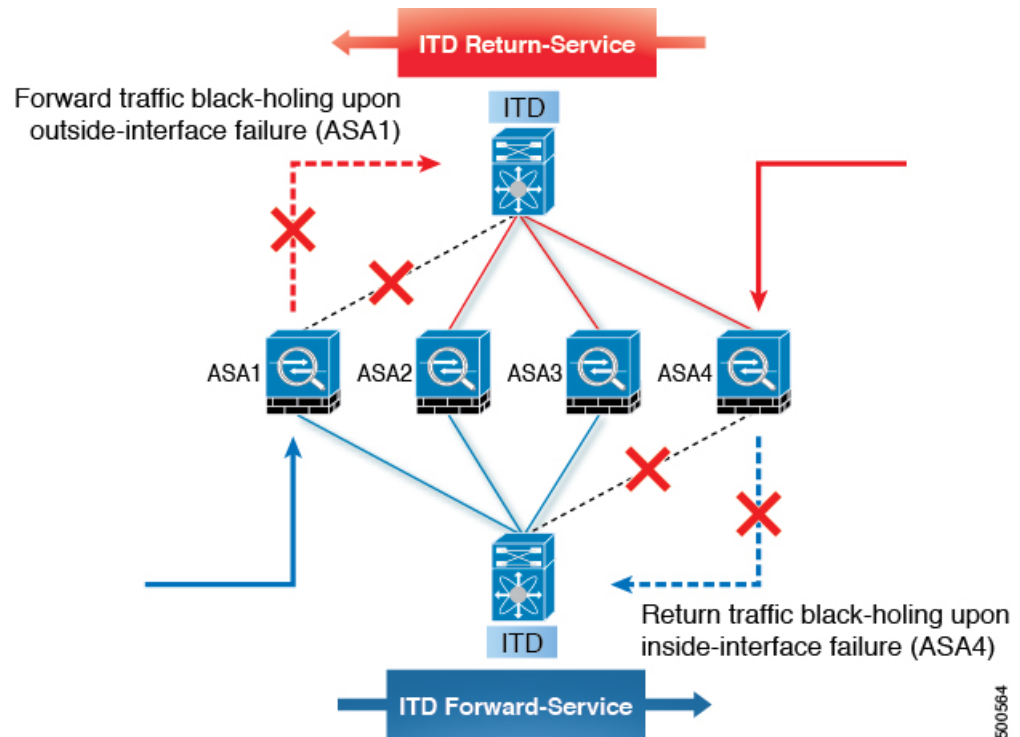 ITD Return-Service
Forward traffic black-holing upon
outside-interface failure (ASA1)
ITD
ASA1
ASA2
ASA3
ASA4
ITD
Return traffic black-holing upon
inside-interface failure (ASA4)
ITD Forward-Service
500564